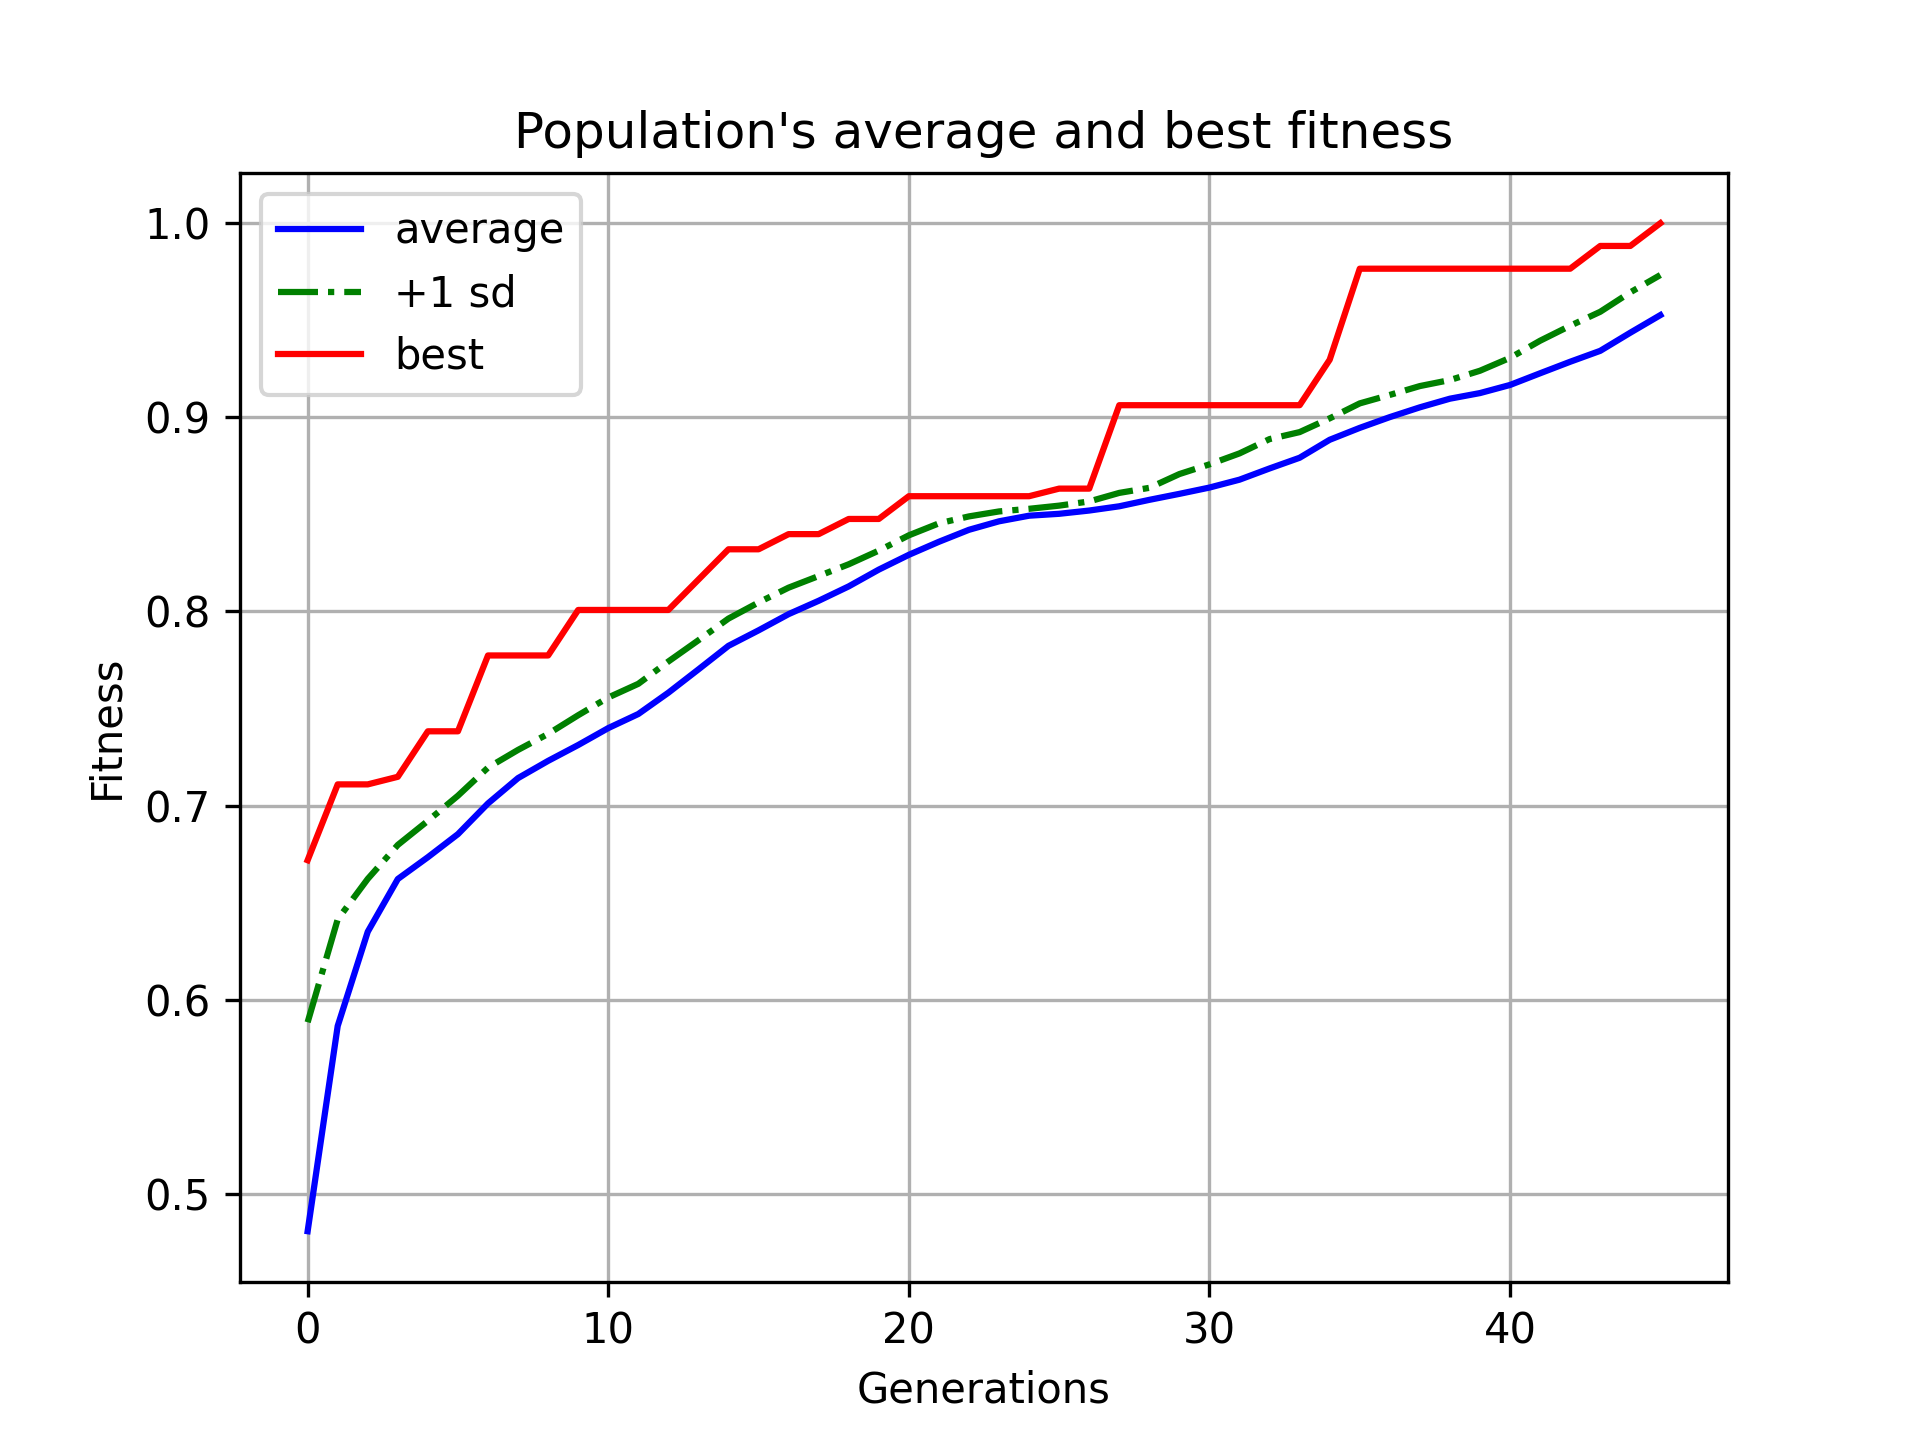 Population's average and best fitness
average
+1 sd
best
1.0
0.9
0.8
0.7
0.6
0.5
Fitness
0 10 20 30 40
Generations